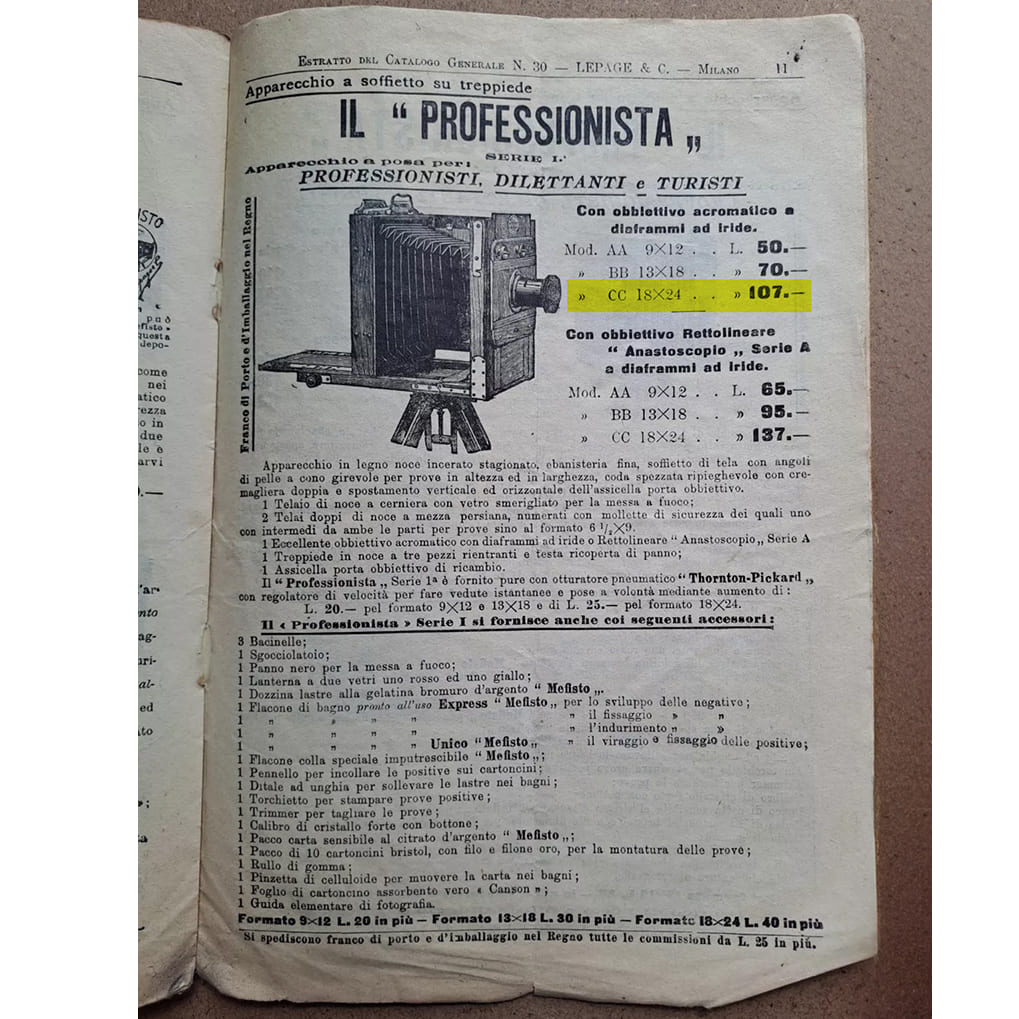 ESTRATTO DEL CATALOGO GENERALE N. 30 — LEPAGE & C. — MILANO 11
Apparecchio a soffietto su treppiede
IL “ PROFESSIONISTA „
SERIE I.ª
Apparecchio a posa per:
PROFESSIONISTI, DILETTANTI e TURISTI
Franco di Porto e d'Imballaggio nel Regno
Con obbiettivo acromatico a
diaframmi ad Iride.
Mod. AA 9×12 . . L. 50.—
» BB 13×18 . . » 70.—
» CC 18×24 . . » 107.—
Con obbiettivo Rettolineare
“ Anastoscopio „ Serie A
a diaframmi ad Iride.
Mod. AA 9×12 . . L. 65.—
» BB 13×18 . . » 95.—
» CC 18×24 . . » 137.—
Apparecchio in legno noce incerato stagionato, ebanisteria fina, soffietto di tela con angoli
di pelle a cono girevole per prove in altezza ed in larghezza, coda spezzata ripieghevole con cre-
magliera doppia e spostamento verticale ed orizzontale dell'assicella porta obbiettivo.
1 Telaio di noce a cerniera con vetro smerigliato per la messa a fuoco;
2 Telai doppi di noce a mezza persiana, numerati con mollette di sicurezza dei quali uno
con intermedi da ambe le parti per prove sino al formato 6 ½×9.
1 Eccellente obbiettivo acromatico con diaframmi ad iride o Rettolineare “ Anastoscopio „ Serie A
1 Treppiede in noce a tre pezzi rientranti e testa ricoperta di panno;
1 Assicella porta obbiettivo di ricambio.
Il “ Professionista „ Serie 1ª è fornito pure con otturatore pneumatico “ Thornton-Pickard „
con regolatore di velocità per fare vedute istantanee e pose a volontà mediante aumento di:
L. 20.— pel formato 9×12 e 13×18 e di L. 25.— pel formato 18×24.
Il « Professionista » Serie I si fornisce anche coi seguenti accessori:
3 Bacinelle;
1 Sgocciolatoio;
1 Panno nero per la messa a fuoco;
1 Lanterna a due vetri uno rosso ed uno giallo;
1 Dozzina lastre alla gelatina bromuro d'argento “ Mefisto „.
1 Flacone di bagno pronto all'uso Express “ Mefisto „ per lo sviluppo delle negative;
1 „ „ „ „ „ il fissaggio » „
1 „ „ „ „ „ l'indurimento „ »
1 „ „ „ „ Unico “ Mefisto „ „ il viraggio e fissaggio delle positive;
1 Flacone colla speciale imputrescibile “ Mefisto „;
1 Pennello per incollare le positive sui cartoncini;
1 Ditale ad unghia per sollevare le lastre nei bagni;
1 Torchietto per stampare prove positive;
1 Trimmer per tagliare le prove;
1 Calibro di cristallo forte con bottone;
1 Pacco carta sensibile al citrato d'argento “ Mefisto „;
1 Pacco di 10 cartoncini bristol, con filo e filone oro, per la montatura delle prove;
1 Rullo di gomma;
1 Pinzetta di celluloide per muovere la carta nei bagni;
1 Foglio di cartoncino assorbente vero « Canson »;
1 Guida elementare di fotografia.
Formato 9×12 L. 20 in più — Formato 13×18 L. 30 in più — Formato 18×24 L. 40 in più
Si spediscono franco di porto e d'imballaggio nel Regno tutte le commissioni da L. 25 in più.